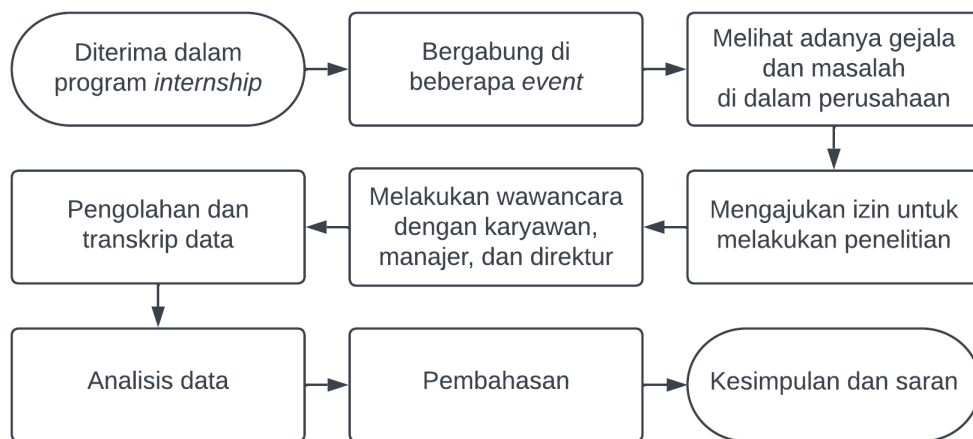 Diterima dalam
program internship
Bergabung di
beberapa event
Melihat adanya gejala
dan masalah
di dalam perusahaan
Mengajukan izin untuk
melakukan penelitian
Melakukan wawancara
dengan karyawan,
manajer, dan direktur
Pengolahan dan
transkrip data
Analisis data
Pembahasan
Kesimpulan dan saran